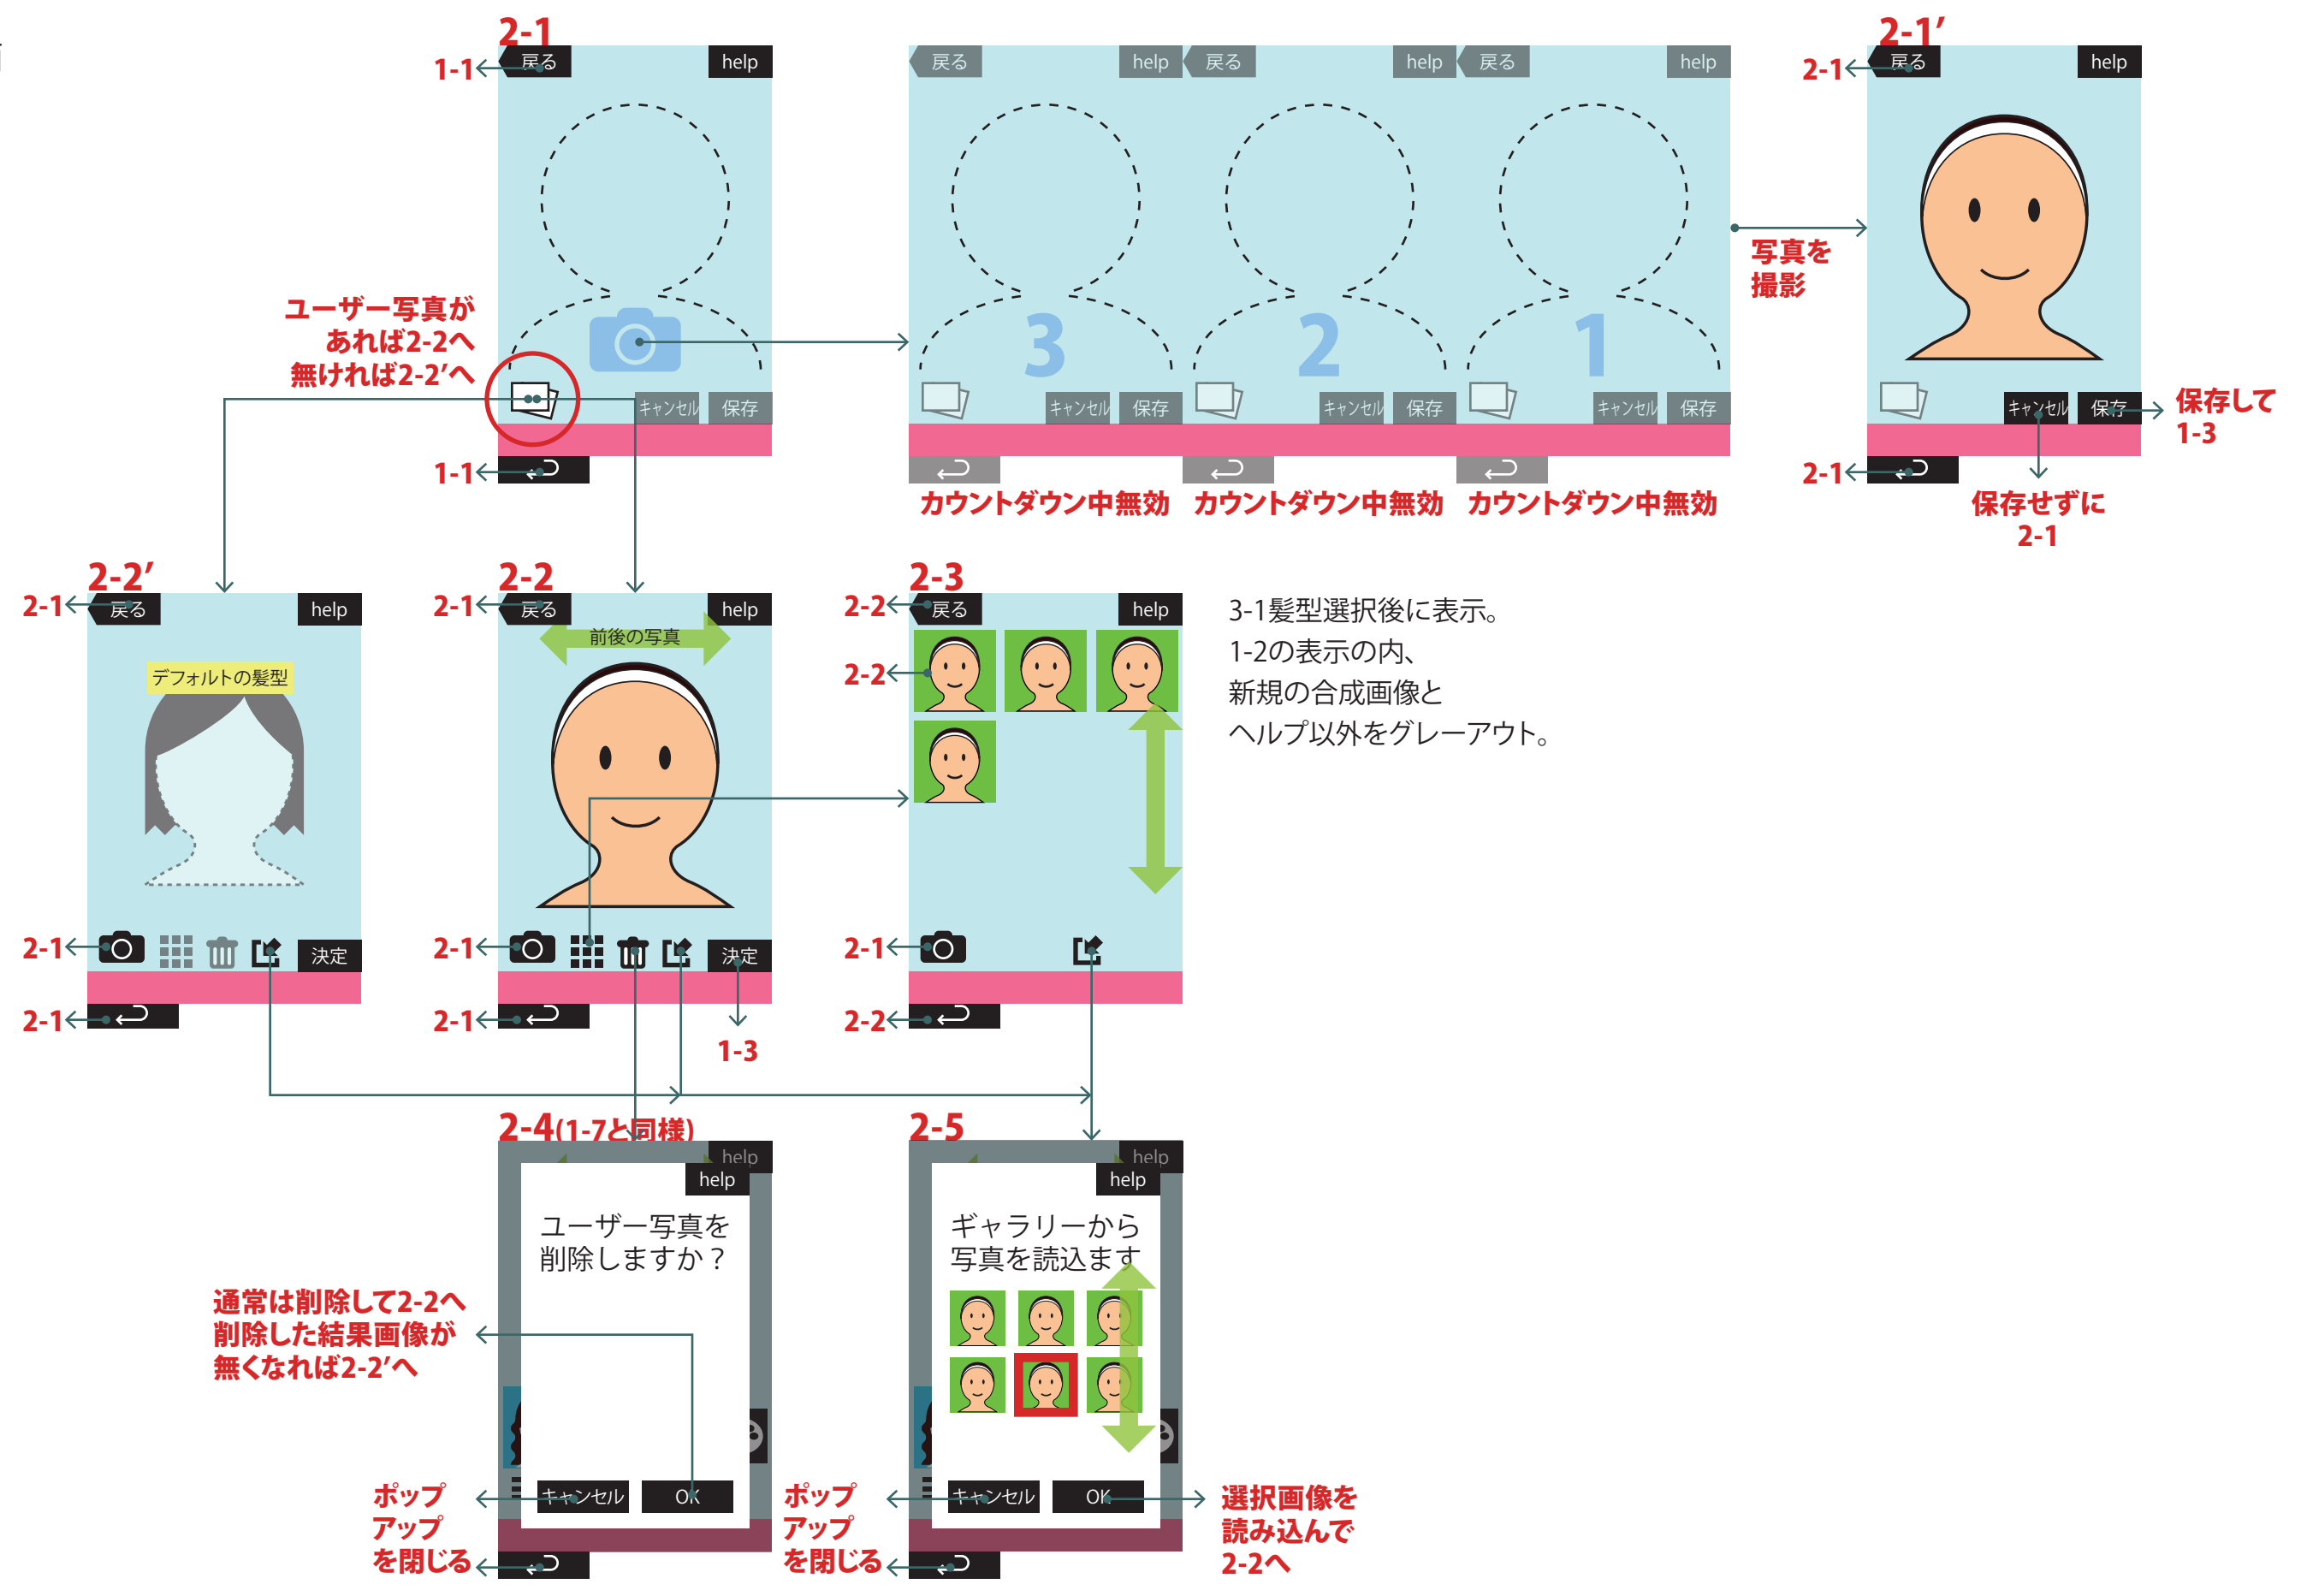 2-1
1-1
戻る
help
戻る
help
戻る
help
戻る
help
2-1′
2-1
戻る
help
ユーザー写真が
あれば2-2へ
無ければ2-2′へ
キャンセル
保存
1-1
3
キャンセル
保存
カウントダウン中無効
2
キャンセル
保存
カウントダウン中無効
1
キャンセル
保存
カウントダウン中無効
写真を
撮影
キャンセル
保存
保存して
1-3
2-1
保存せずに
2-1
2-2′
2-1
戻る
help
デフォルトの髪型
2-1
決定
2-1
2-2
2-1
戻る
help
前後の写真
2-1
決定
2-1
1-3
2-3
2-2
戻る
help
2-2
2-1
2-2
3-1髪型選択後に表示。
1-2の表示の内、
新規の合成画像と
ヘルプ以外をグレーアウト。
2-4(1-7と同様)
help
help
ユーザー写真を
削除しますか？
通常は削除して2-2へ
削除した結果画像が
無くなれば2-2′へ
キャンセル
OK
ポップ
アップ
を閉じる
2-5
help
help
ギャラリーから
写真を読込ます
キャンセル
OK
ポップ
アップ
を閉じる
選択画像を
読み込んで
2-2へ